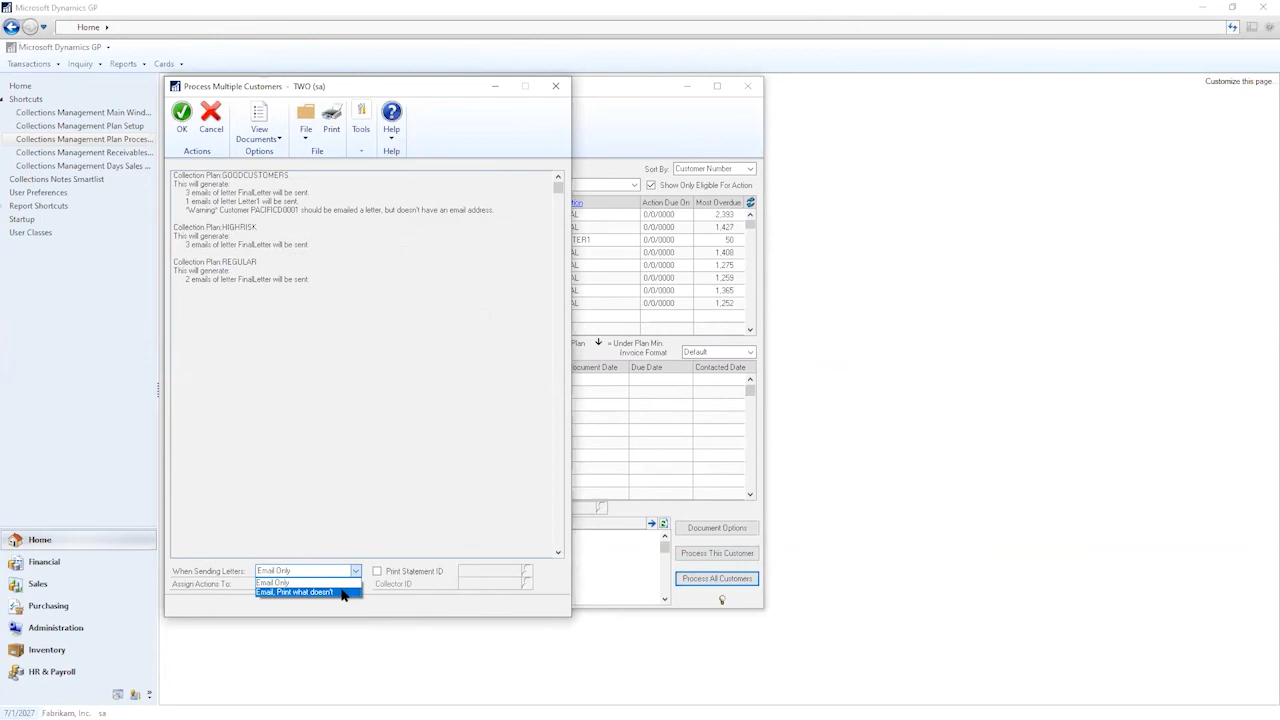 Microsoft Dynamics GP
Home
Microsoft Dynamics GP
Transactions Inquiry Reports Cards
Customize this page
Home
Shortcuts
Collections Management Main Wind...
Collections Management Plan Setup
Collections Management Plan Proces...
Collections Management Receivables...
Collections Management Days Sales ...
Collections Notes Smartlist
User Preferences
Report Shortcuts
Startup
User Classes
Home
Financial
Sales
Purchasing
Administration
Inventory
HR & Payroll
7/1/2027 Fabrikam, Inc. sa
Process Multiple Customers - TWO (sa)
OK Cancel View Documents File Print Tools Help
Actions Options File Help
Collection Plan:GOODCUSTOMERS
This will generate:
3 emails of letter FinalLetter will be sent.
1 emails of letter Letter1 will be sent.
*Warning* Customer PACIFICD0001 should be emailed a letter, but doesn't have an email address.
Collection Plan:HIGHRISK
This will generate:
3 emails of letter FinalLetter will be sent.
Collection Plan:REGULAR
This will generate:
2 emails of letter FinalLetter will be sent.
When Sending Letters: Email Only Print Statement ID
Assign Actions To: Collector ID
Email Only
Email, Print what doesn't
Sort By: Customer Number
Show Only Eligible For Action
tion Action Due On Most Overdue
AL 0/0/0000 2,393
AL 0/0/0000 1,427
TER1 0/0/0000 50
AL 0/0/0000 1,408
AL 0/0/0000 1,275
AL 0/0/0000 1,259
AL 0/0/0000 1,365
AL 0/0/0000 1,252
Plan = Under Plan Min.
Invoice Format Default
ocument Date Due Date Contacted Date
Document Options
Process This Customer
Process All Customers